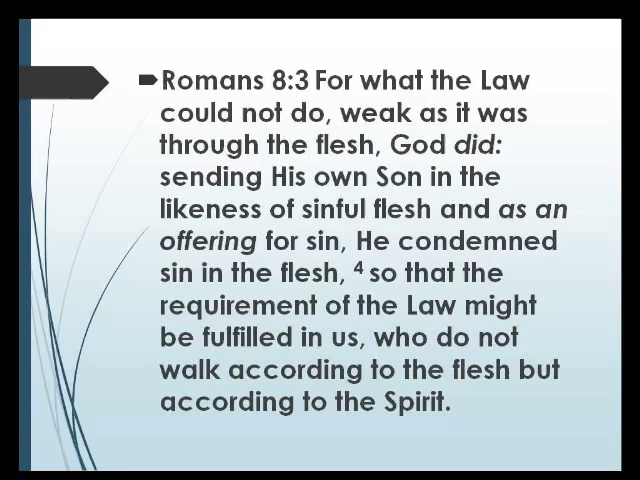 Romans 8:3 For what the Law
could not do, weak as it was
through the flesh, God did:
sending His own Son in the
likeness of sinful flesh and as an
offering for sin, He condemned
sin in the flesh, 4 so that the
requirement of the Law might
be fulfilled in us, who do not
walk according to the flesh but
according to the Spirit.